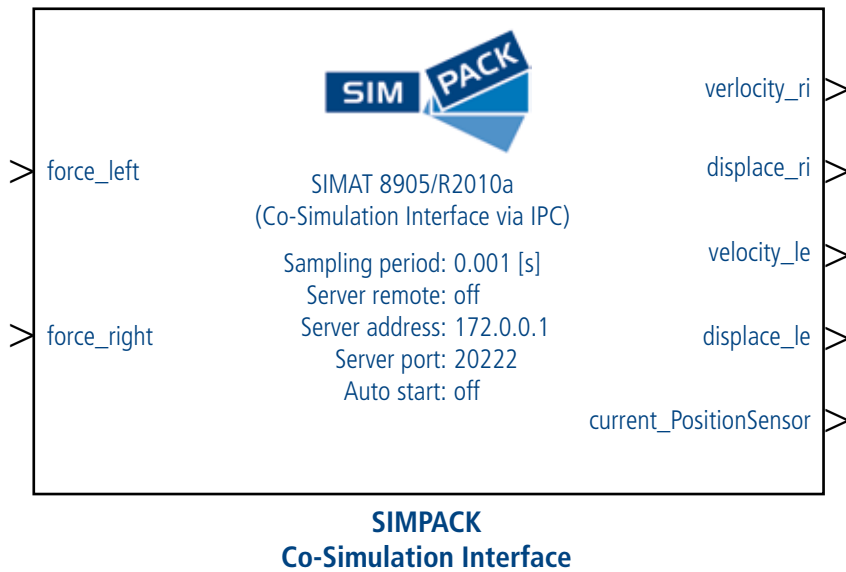 SIM PACK
force_left
force_right
SIMAT 8905/R2010a
(Co-Simulation Interface via IPC)
Sampling period: 0.001 [s]
Server remote: off
Server address: 172.0.0.1
Server port: 20222
Auto start: off
verlocity_ri
displace_ri
velocity_le
displace_le
current_PositionSensor
SIMPACK
Co-Simulation Interface